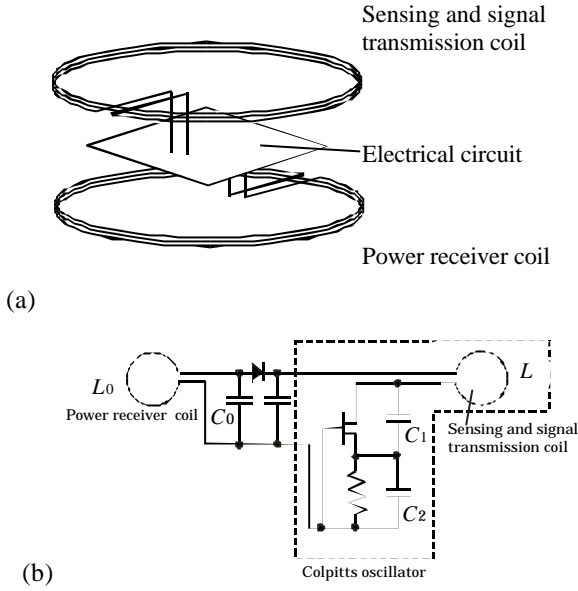 Sensing and signal
transmission coil
Electrical circuit
Power receiver coil
(a)
L0
Power receiver coil
C0
C1
C2
L
Sensing and signal
transmission coil
Colpitts oscillator
(b)